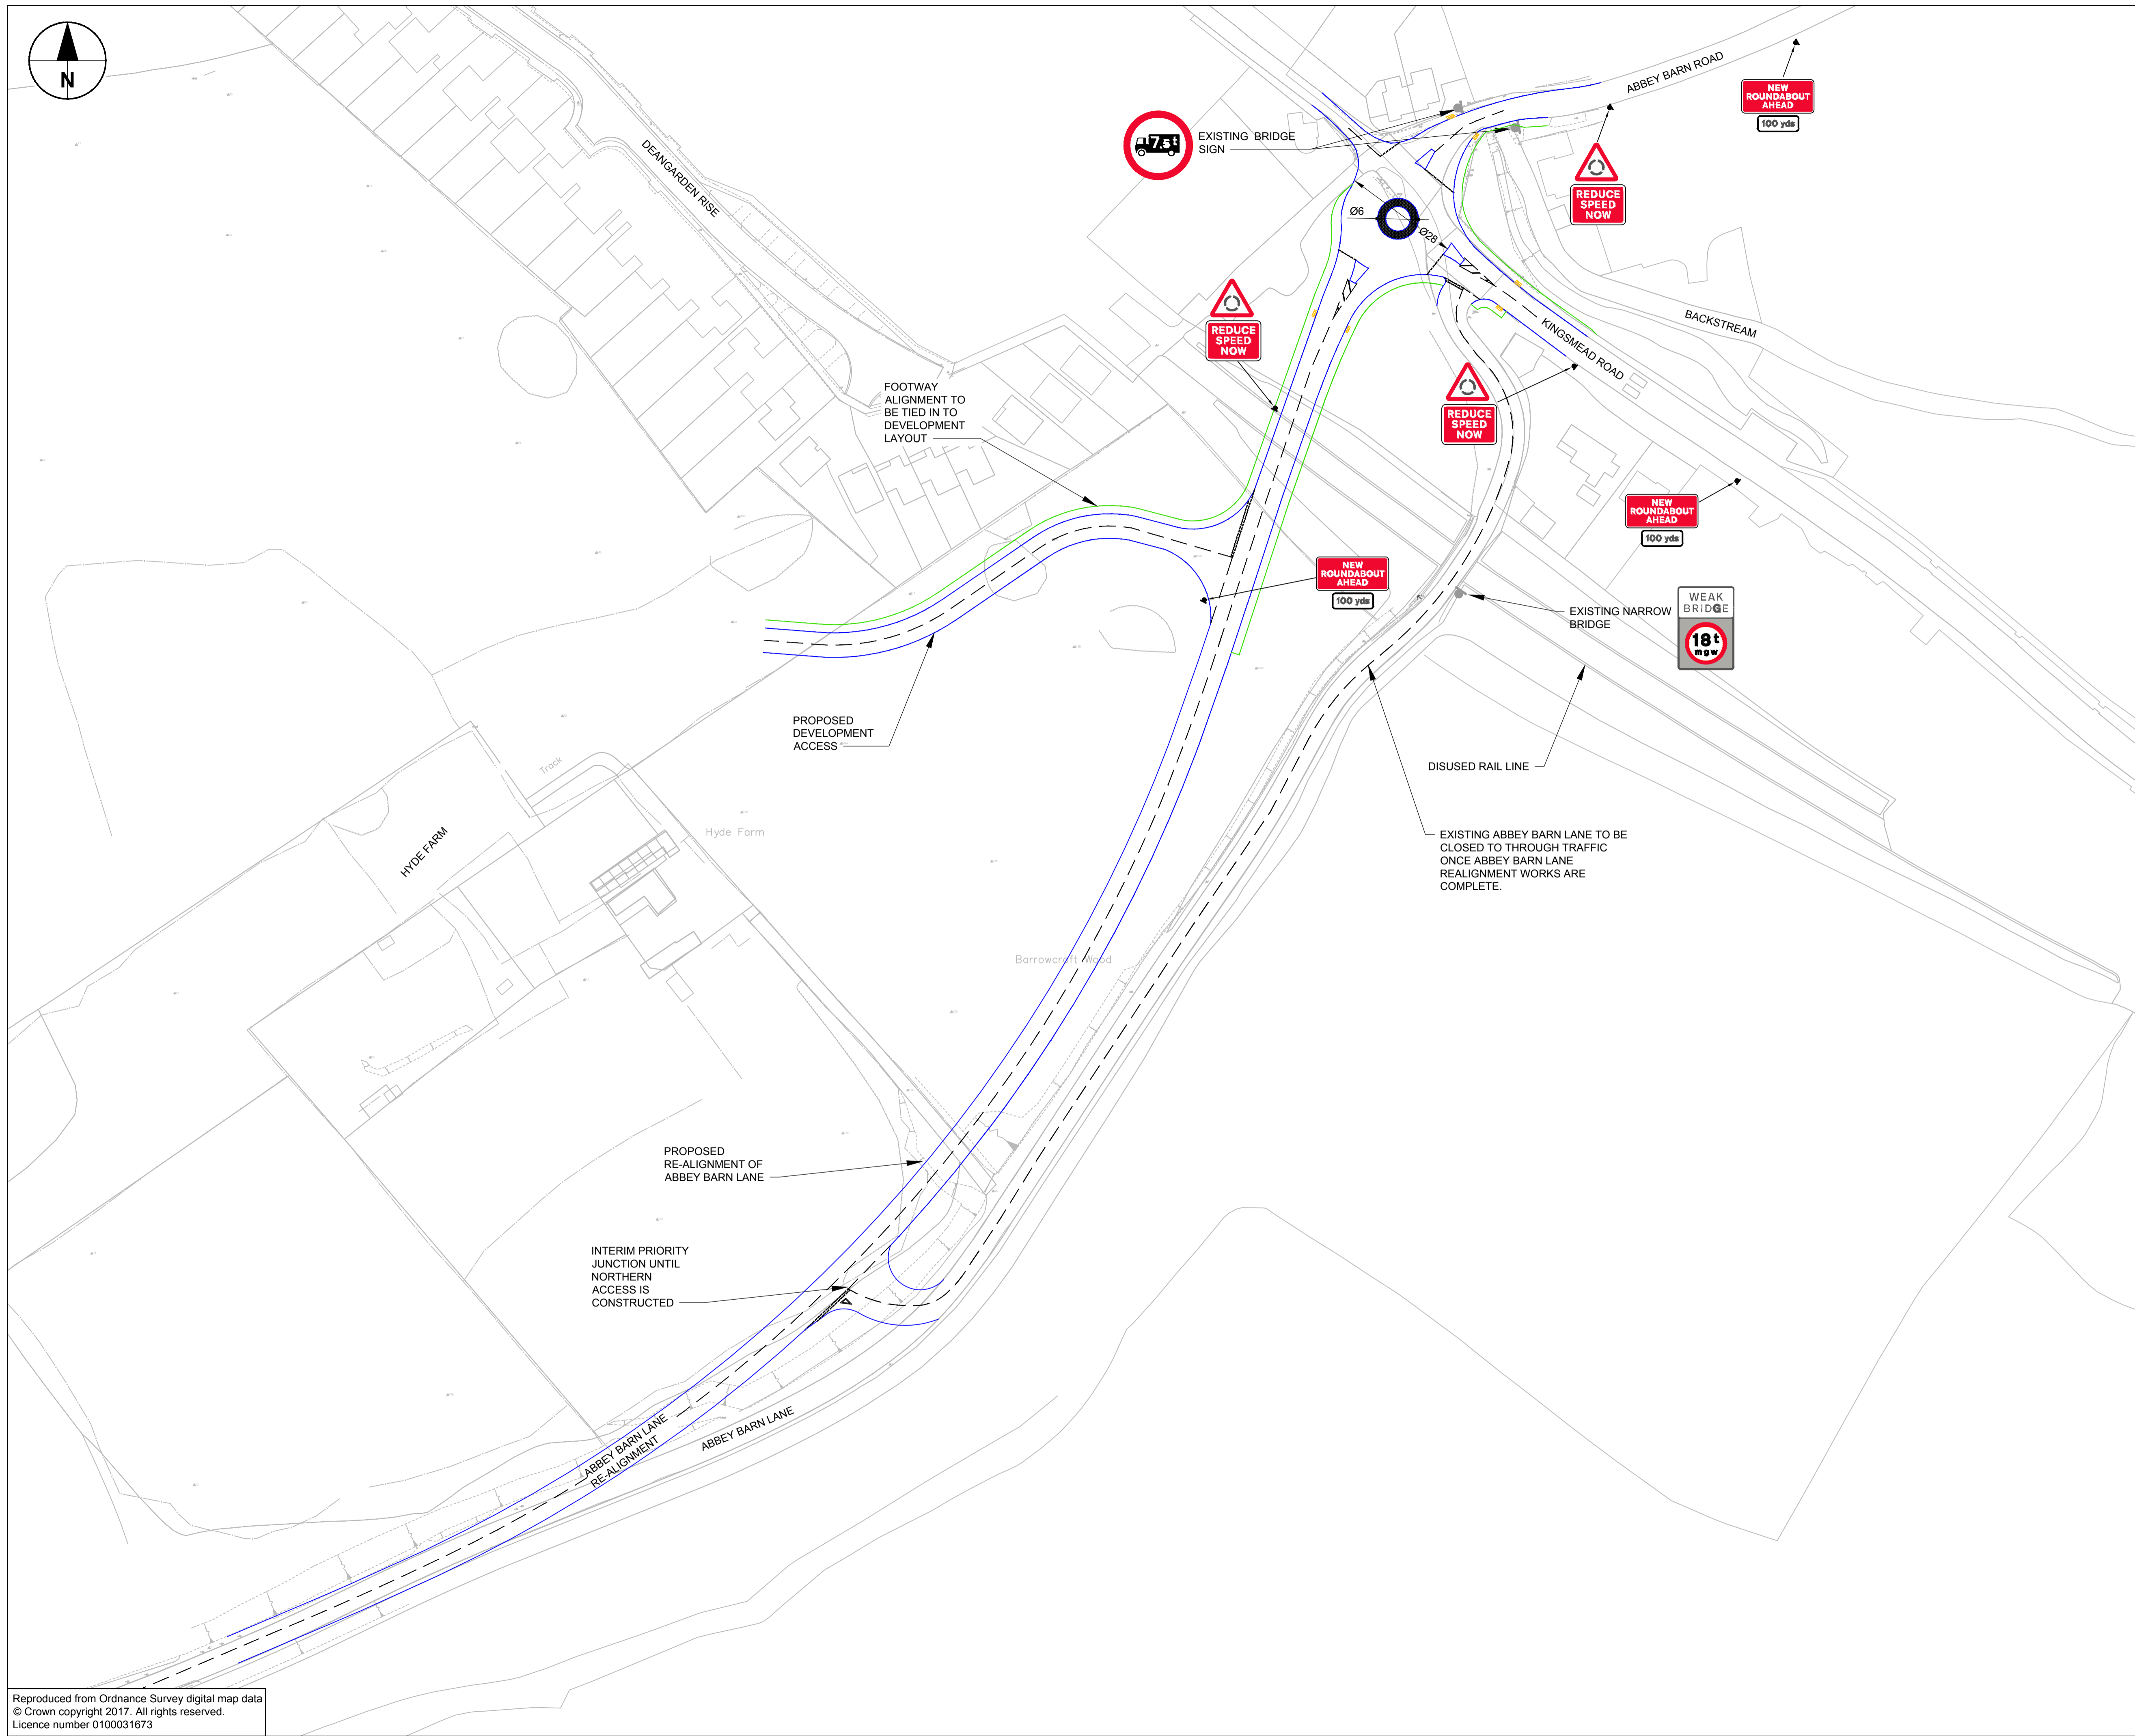 N
DEANGARDEN RISE
7.5t
EXISTING BRIDGE
SIGN
ABBEY BARN ROAD
NEW
ROUNDABOUT
AHEAD
100 yds
REDUCE
SPEED
NOW
Ø6
Ø28
REDUCE
SPEED
NOW
BACKSTREAM
KINGSMEAD ROAD
REDUCE
SPEED
NOW
FOOTWAY
ALIGNMENT TO
BE TIED IN TO
DEVELOPMENT
LAYOUT
NEW
ROUNDABOUT
AHEAD
100 yds
NEW
ROUNDABOUT
AHEAD
100 yds
EXISTING NARROW
BRIDGE
WEAK
BRIDGE
18t
mgw
PROPOSED
DEVELOPMENT
ACCESS
DISUSED RAIL LINE
Track
Hyde Farm
HYDE FARM
EXISTING ABBEY BARN LANE TO BE
CLOSED TO THROUGH TRAFFIC
ONCE ABBEY BARN LANE
REALIGNMENT WORKS ARE
COMPLETE.
Barrowcroft Wood
PROPOSED
RE-ALIGNMENT OF
ABBEY BARN LANE
INTERIM PRIORITY
JUNCTION UNTIL
NORTHERN
ACCESS IS
CONSTRUCTED
ABBEY BARN LANE
RE-ALIGNMENT
ABBEY BARN LANE
Reproduced from Ordnance Survey digital map data
© Crown copyright 2017. All rights reserved.
Licence number 0100031673